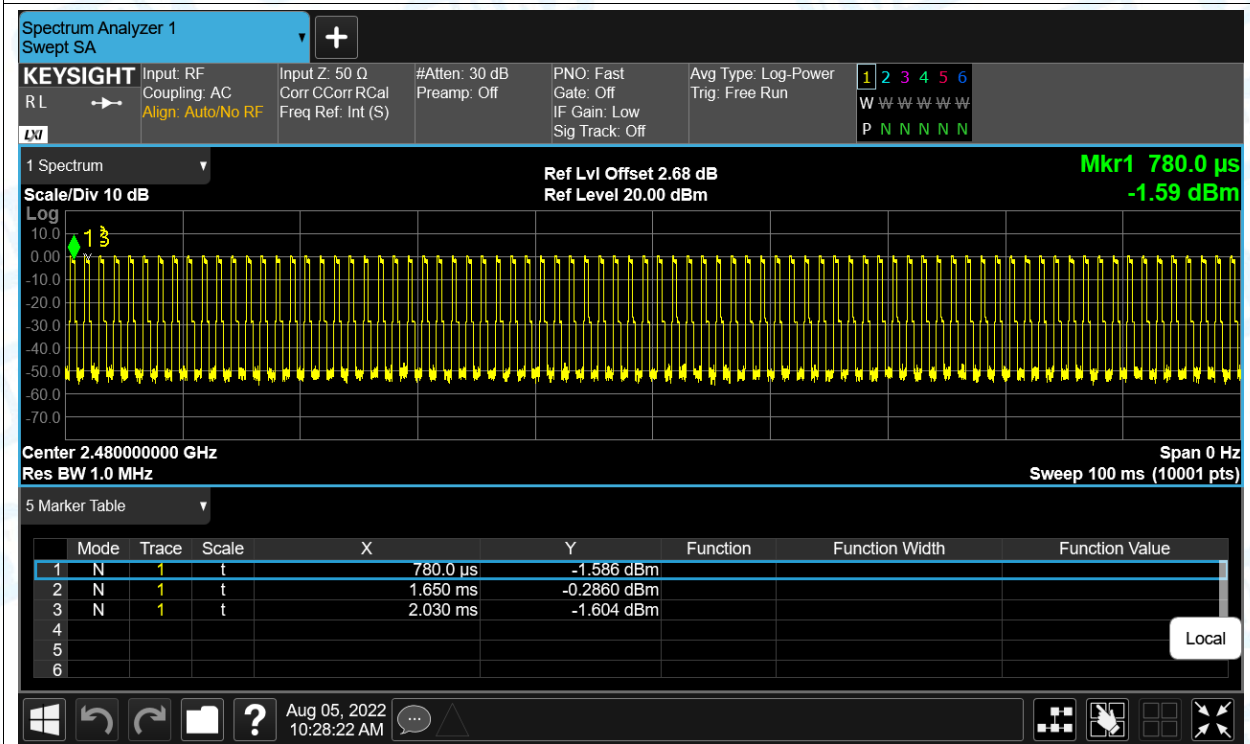 Spectrum Analyzer 1
Swept SA
KEYSIGHT Input: RF Input Z: 50 Ω #Atten: 30 dB PNO: Fast Avg Type: Log-Power 1 2 3 4 5 6
R L Coupling: AC Corr CCorr RCal Preamp: Off Gate: Off Trig: Free Run W W W W W W
Align: Auto/No RF Freq Ref: Int (S) IF Gain: Low P N N N N N
LXI Sig Track: Off
1 Spectrum Ref Lvl Offset 2.68 dB Mkr1 780.0 µs
Scale/Div 10 dB Ref Level 20.00 dBm -1.59 dBm
Log
10.0 1 3
0.00
-10.0
-20.0
-30.0
-40.0
-50.0
-60.0
-70.0
Center 2.480000000 GHz Span 0 Hz
Res BW 1.0 MHz Sweep 100 ms (10001 pts)
5 Marker Table
Mode Trace Scale X Y Function Function Width Function Value
1 N 1 t 780.0 µs -1.586 dBm
2 N 1 t 1.650 ms -0.2860 dBm
3 N 1 t 2.030 ms -1.604 dBm
4
5
6
Local
? Aug 05, 2022
10:28:22 AM